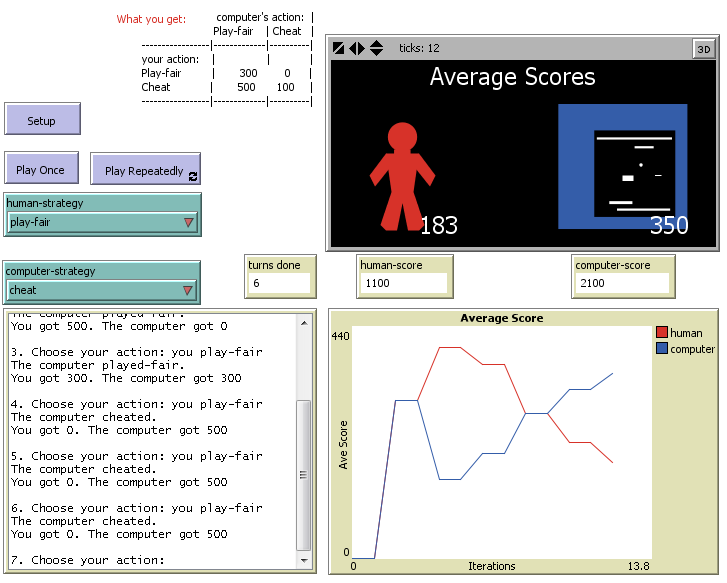 What you get:
computer's action: |
Play-fair | Cheat |
------------------|--------------|----------|
your action: | | |
Play-fair | 300 0 |
Cheat | 500 100 |
------------------|--------------|----------|
ticks: 12
3D
Average Scores
183
350
Setup
Play Once
Play Repeatedly
human-strategy
play-fair
computer-strategy
cheat
turns done
6
human-score
1100
computer-score
2100
The computer played-fair.
You got 500. The computer got 0
3. Choose your action: you play-fair
The computer played-fair.
You got 300. The computer got 300
4. Choose your action: you play-fair
The computer cheated.
You got 0. The computer got 500
5. Choose your action: you play-fair
The computer cheated.
You got 0. The computer got 500
6. Choose your action: you play-fair
The computer cheated.
You got 0. The computer got 500
7. Choose your action:
Average Score
440
Ave Score
0
0
Iterations
13.8
human
computer